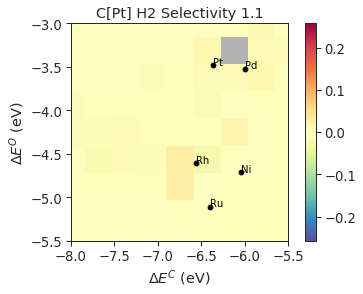 C[Pt] H2 Selectivity 1.1
−3.0
−3.5
−4.0
−4.5
−5.0
−5.5
ΔE^O (eV)
Pt
Pd
Rh
Ni
Ru
−8.0 −7.5 −7.0 −6.5 −6.0 −5.5
ΔE^C (eV)
0.2
0.1
0.0
−0.1
−0.2